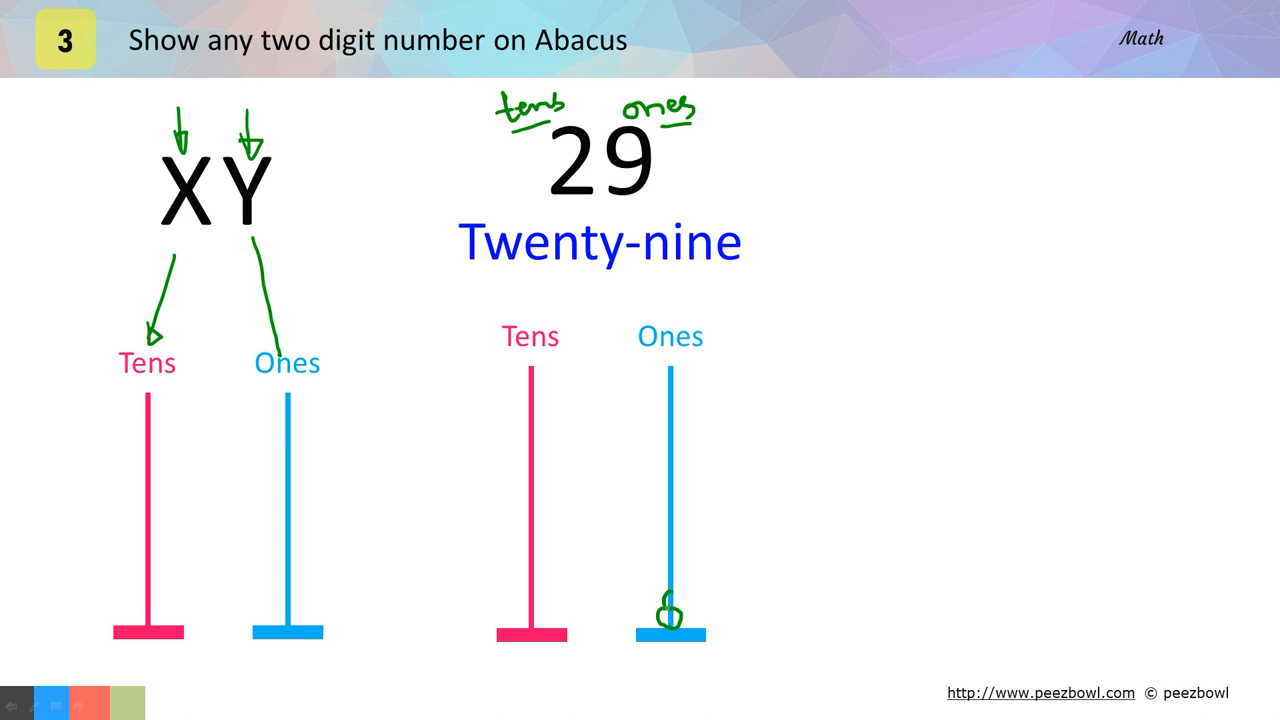 3 Show any two digit number on Abacus Math
tens ones
XY 29
Twenty-nine
Tens Ones
Tens Ones
http://www.peezbowl.com © peezbowl